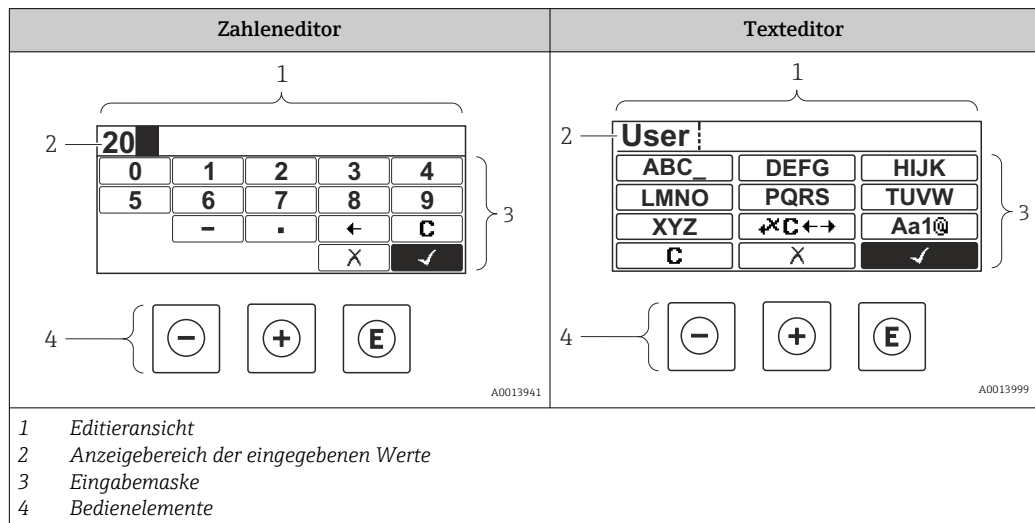 Zahleneditor Texteditor
1 1
2 20 2 User
0 1 2 3 4 ABC_ DEFG HIJK
5 6 7 8 9 3 LMNO PQRS TUVW 3
- . ← C XYZ ↶✕C←→ Aa1@
✕ ✓ C ✕ ✓
4 - + E 4 - + E
A0013941 A0013999
1 Editieransicht
2 Anzeigebereich der eingegebenen Werte
3 Eingabemaske
4 Bedienelemente